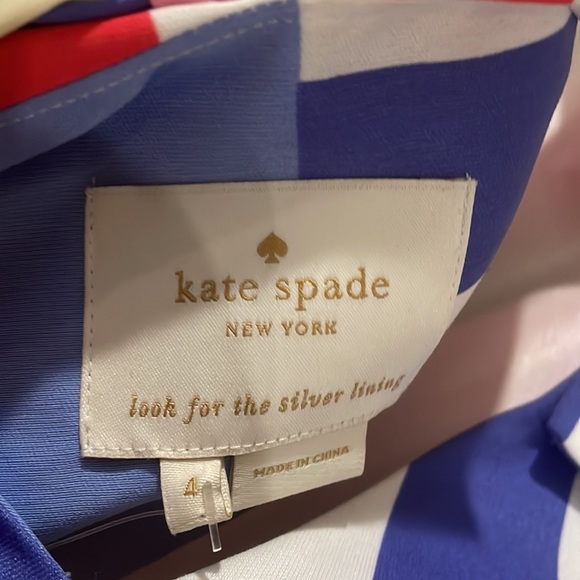 kate spade
NEW YORK
look for the silver lining
4
MADE IN CHINA